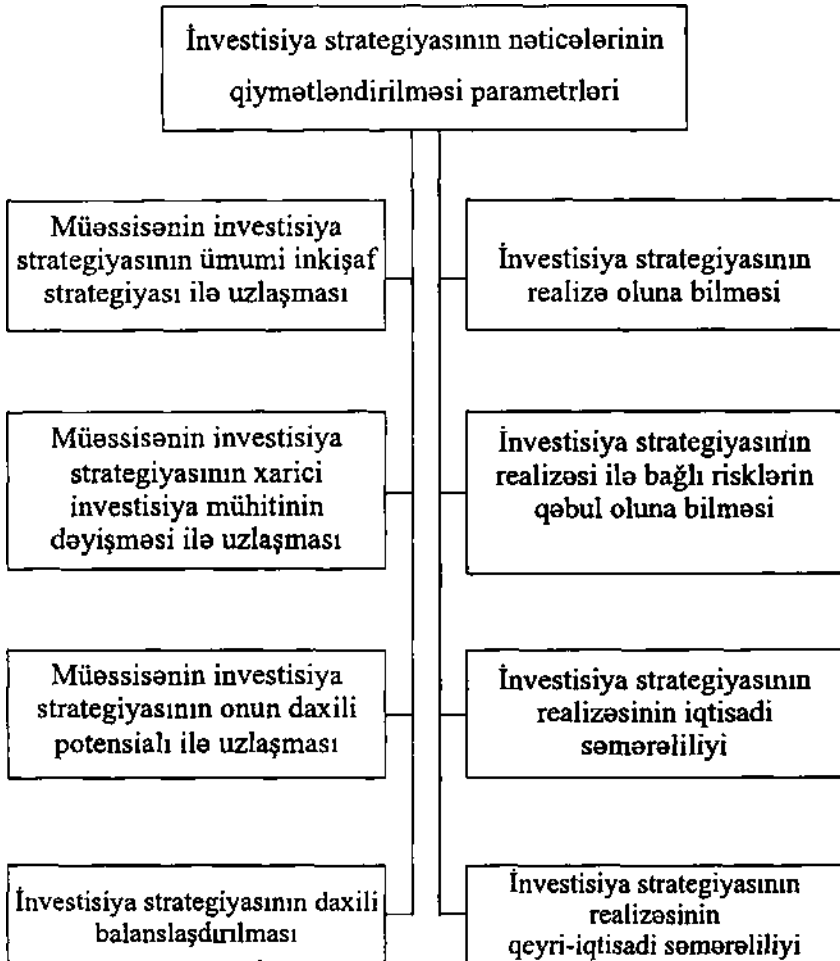 İnvestisiya strategiyasının nəticələrinin
qiymətləndirilməsi parametrləri
Müəssisənin investisiya
strategiyasının ümumi inkişaf
strategiyası ilə uzlaşması
İnvestisiya strategiyasının
realizə oluna bilməsi
Müəssisənin investisiya
strategiyasının xarici
investisiya mühitinin
dəyişməsi ilə uzlaşması
İnvestisiya strategiyasının
realizəsi ilə bağlı risklərin
qəbul oluna bilməsi
Müəssisənin investisiya
strategiyasının onun daxili
potensialı ilə uzlaşması
İnvestisiya strategiyasının
realizəsinin iqtisadi
səmərəliliyi
İnvestisiya strategiyasının daxili
balanslaşdırılması
İnvestisiya strategiyasının
realizəsinin
qeyri-iqtisadi səmərəliliyi